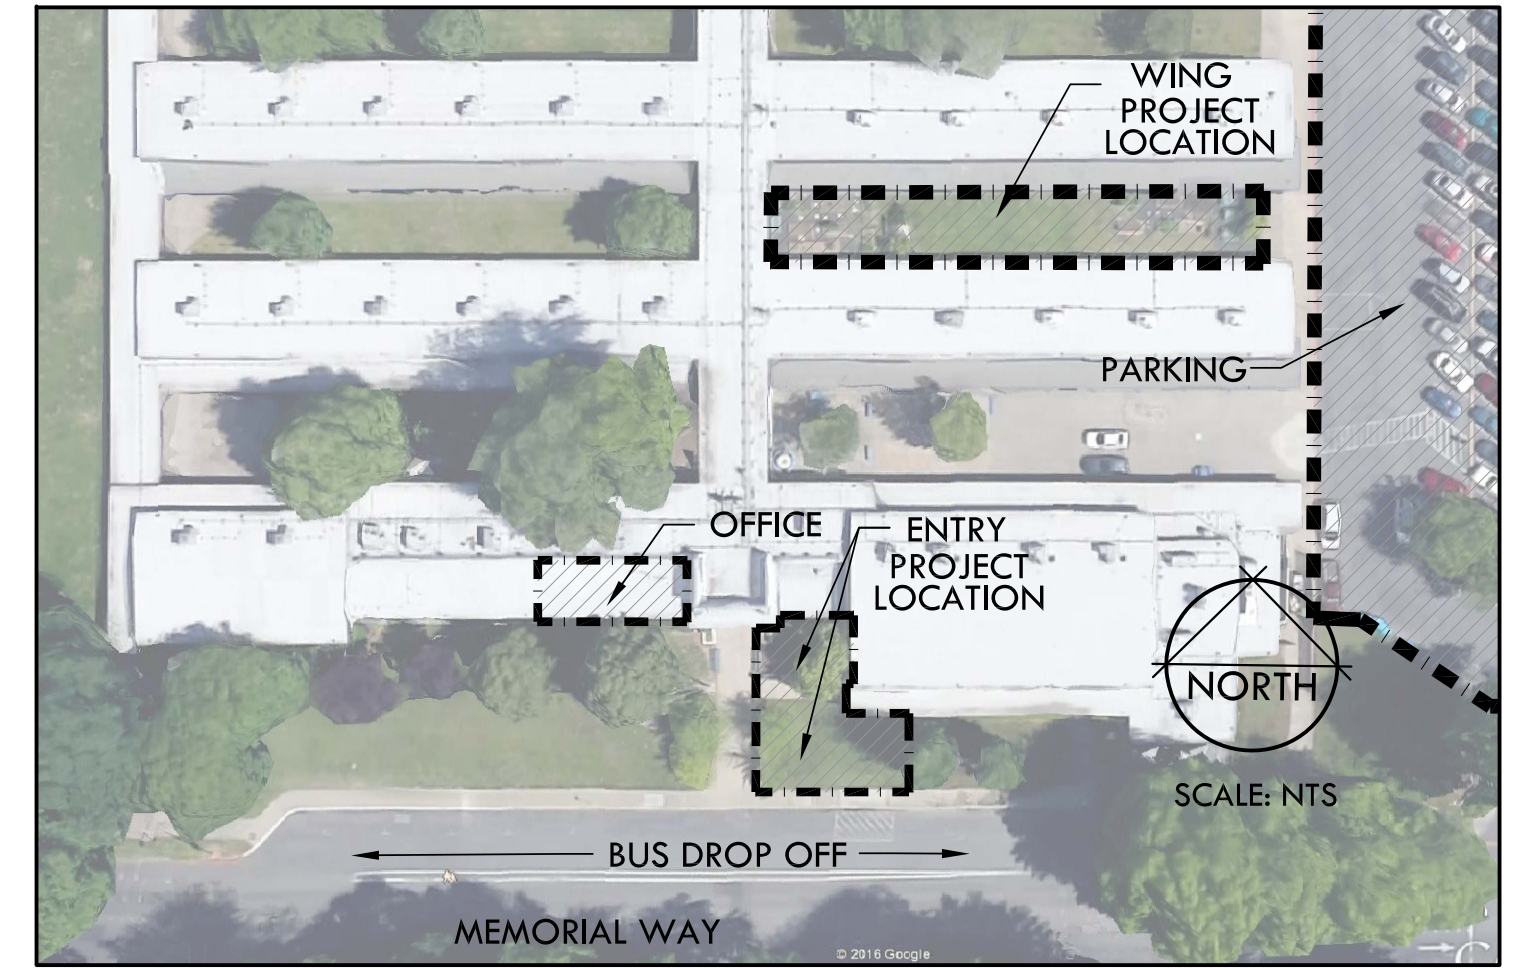 WING
PROJECT
LOCATION
PARKING
OFFICE
ENTRY
PROJECT
LOCATION
NORTH
SCALE: NTS
BUS DROP OFF
MEMORIAL WAY
© 2016 Google